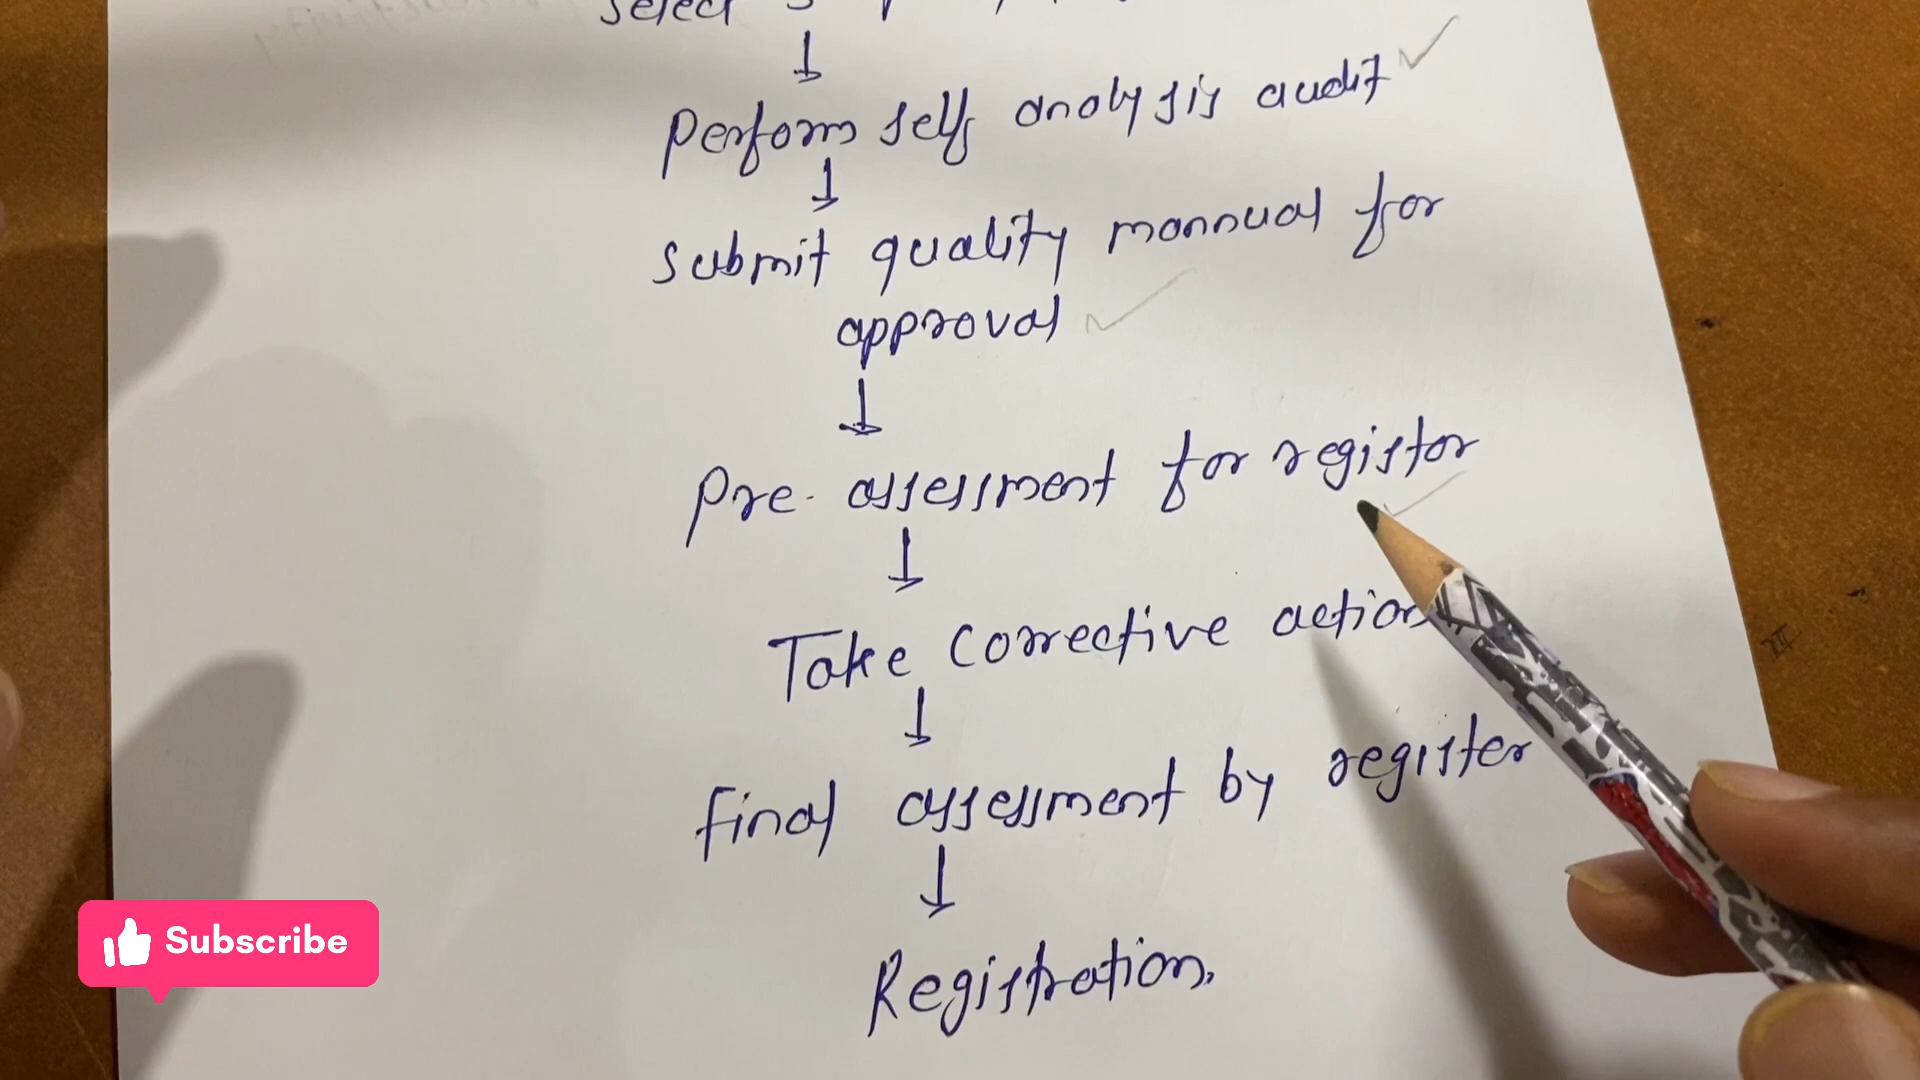 Select
Perform self analysis audit
Submit quality mannual for
approval
Pre-assessment for registor
Take corrective action
Final assessment by register
Registration.
Subscribe